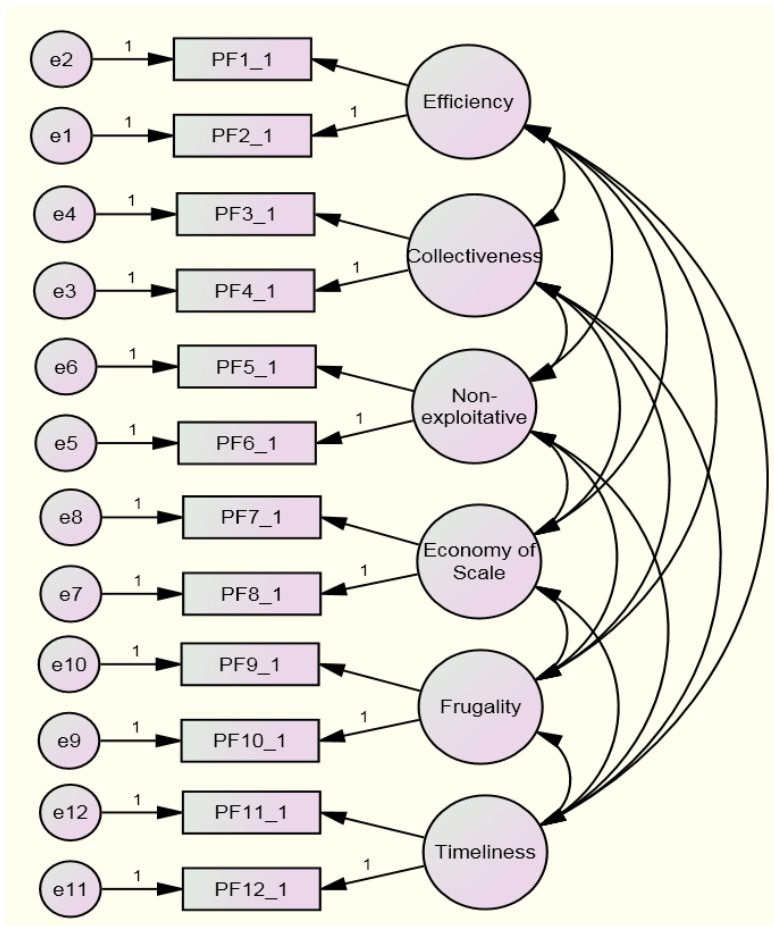 e2 1 PF1_1
Efficiency
e1 1 PF2_1 1
e4 1 PF3_1
Collectiveness
e3 1 PF4_1 1
e6 1 PF5_1
Non-
exploitative
e5 1 PF6_1 1
e8 1 PF7_1
Economy of
Scale
e7 1 PF8_1 1
e10 1 PF9_1
Frugality
e9 1 PF10_1 1
e12 1 PF11_1
Timeliness
e11 1 PF12_1 1